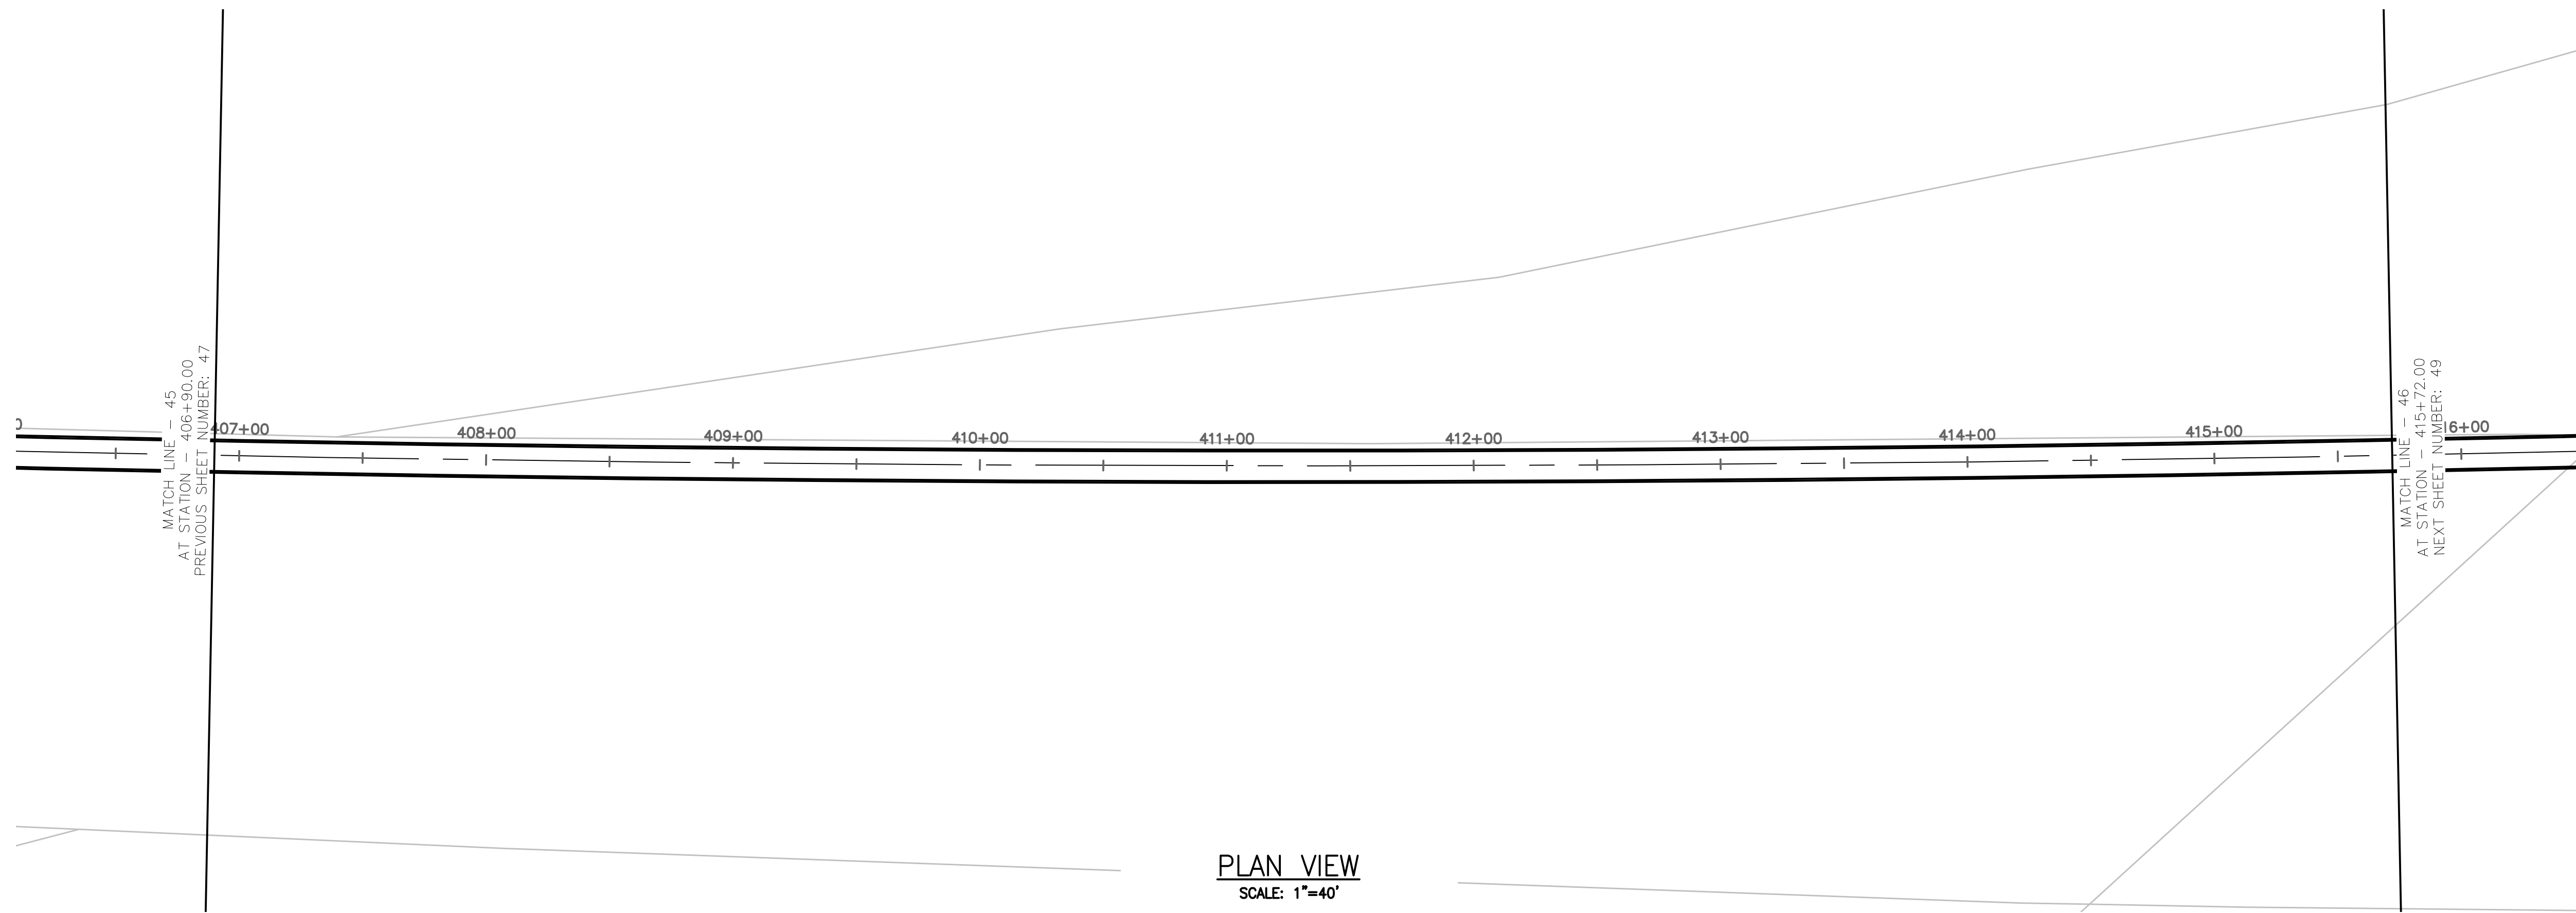 MATCH LINE - 45
AT STATION - 406+90.00
PREVIOUS SHEET NUMBER: 47
407+00
408+00
409+00
410+00
411+00
412+00
413+00
414+00
415+00
16+00
MATCH LINE - 46
AT STATION - 415+72.00
NEXT SHEET NUMBER: 49
PLAN VIEW
SCALE: 1"=40'